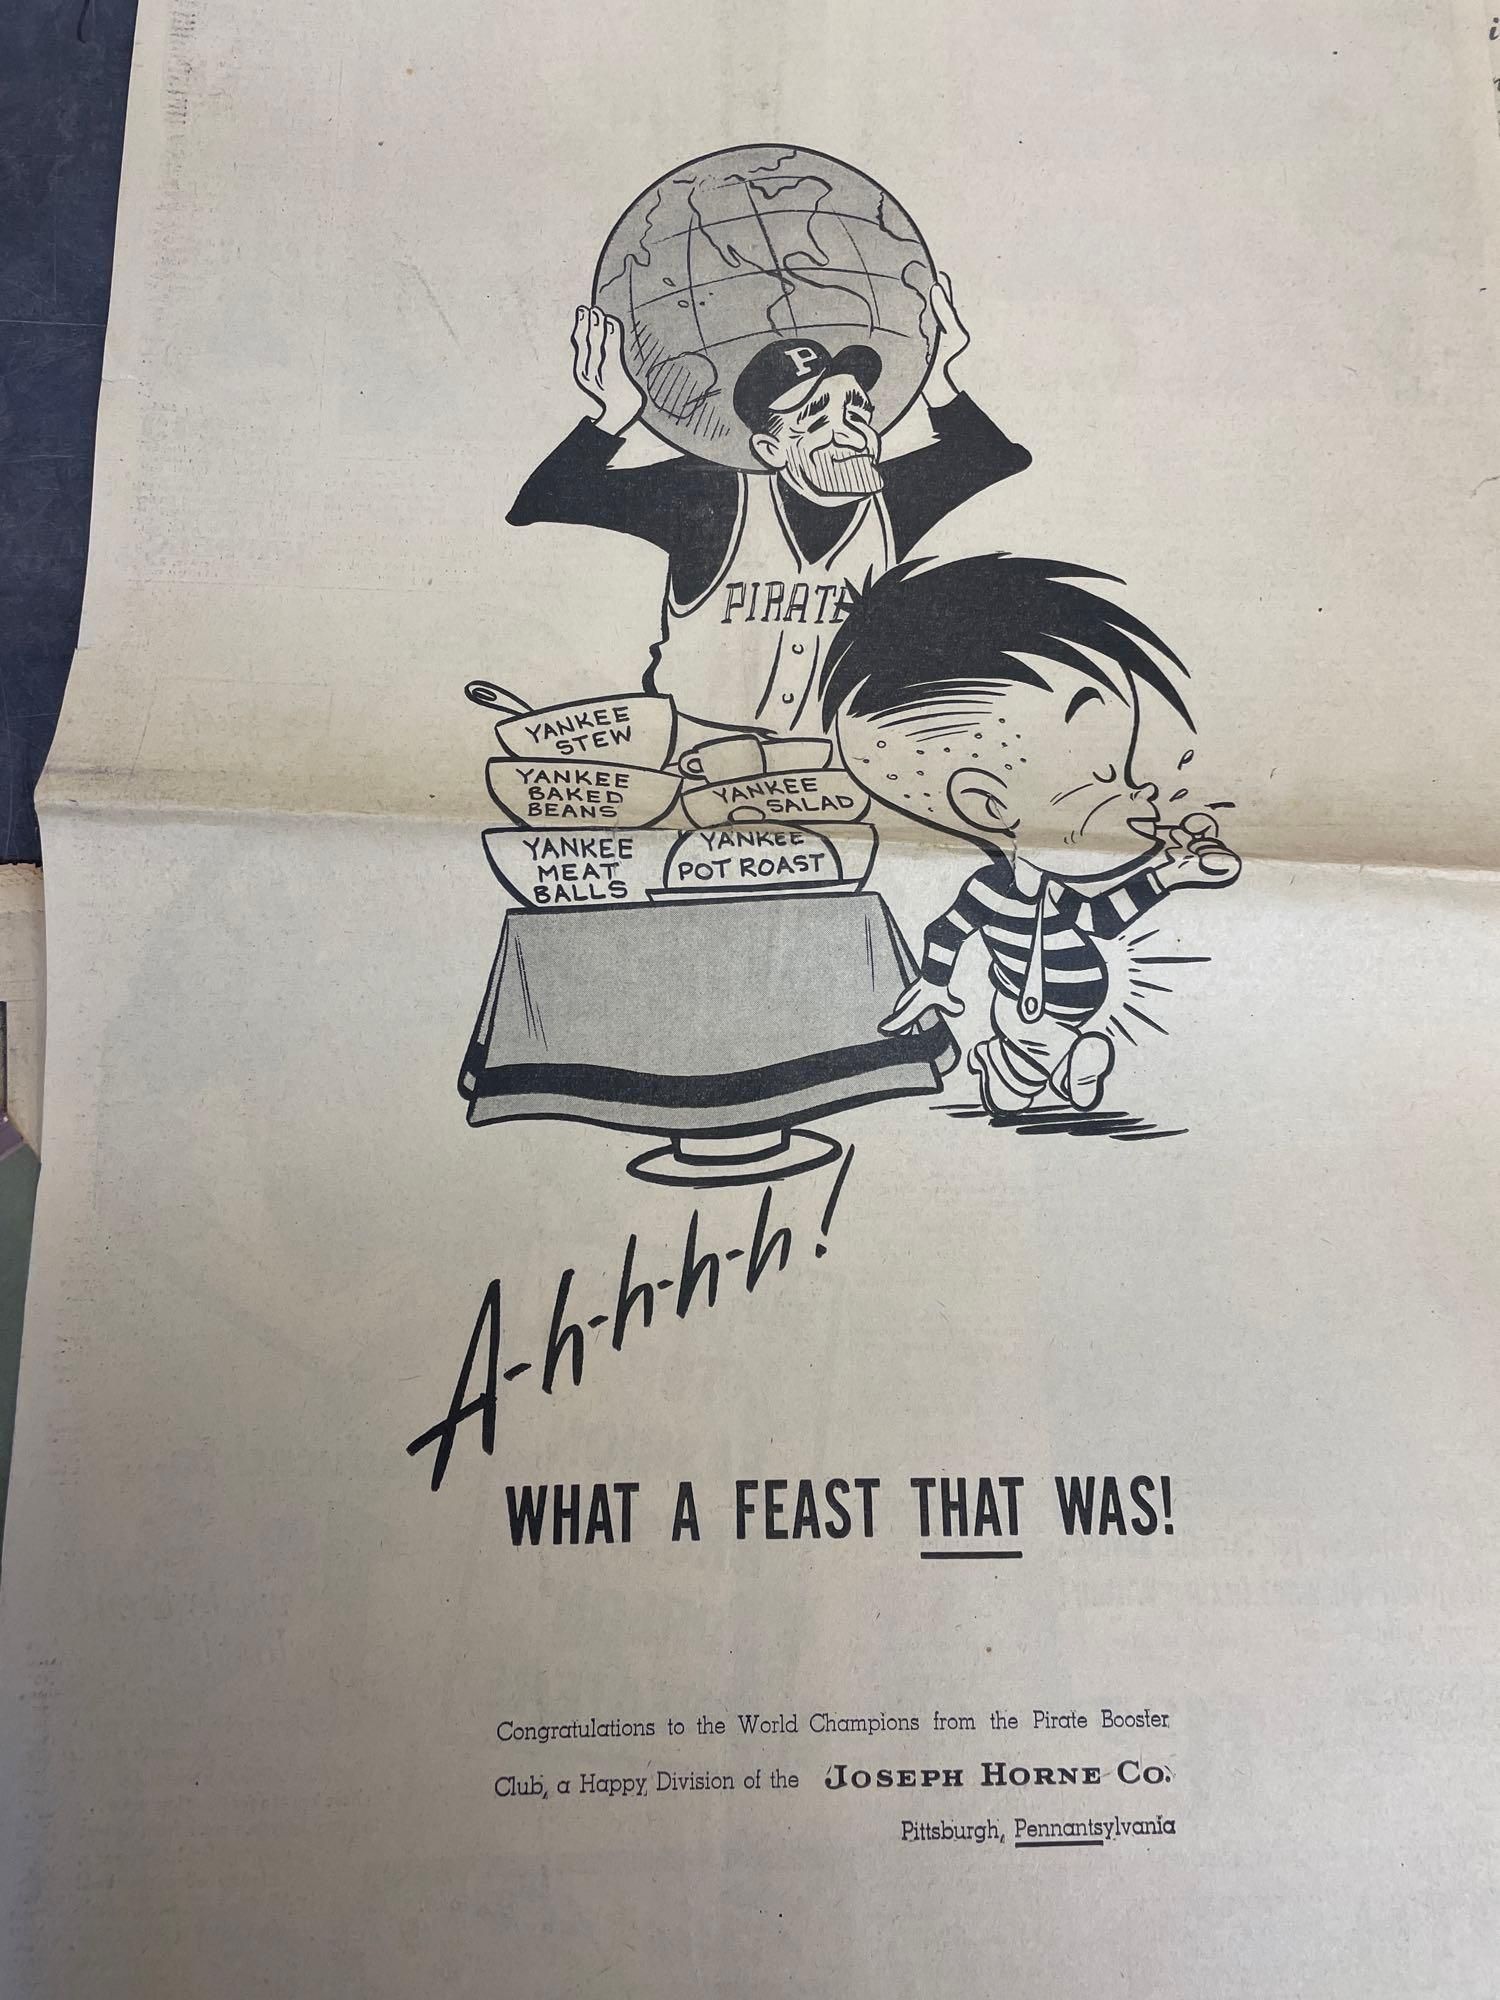 P
PIRATE
YANKEE
STEW
YANKEE
BAKED
BEANS
YANKEE
SALAD
YANKEE
MEAT
BALLS
YANKEE
POT ROAST
A-h-h-h-h!
WHAT A FEAST THAT WAS!
Congratulations to the World Champions from the Pirate Booster
Club, a Happy Division of the JOSEPH HORNE CO.
Pittsburgh, Pennantsylvania